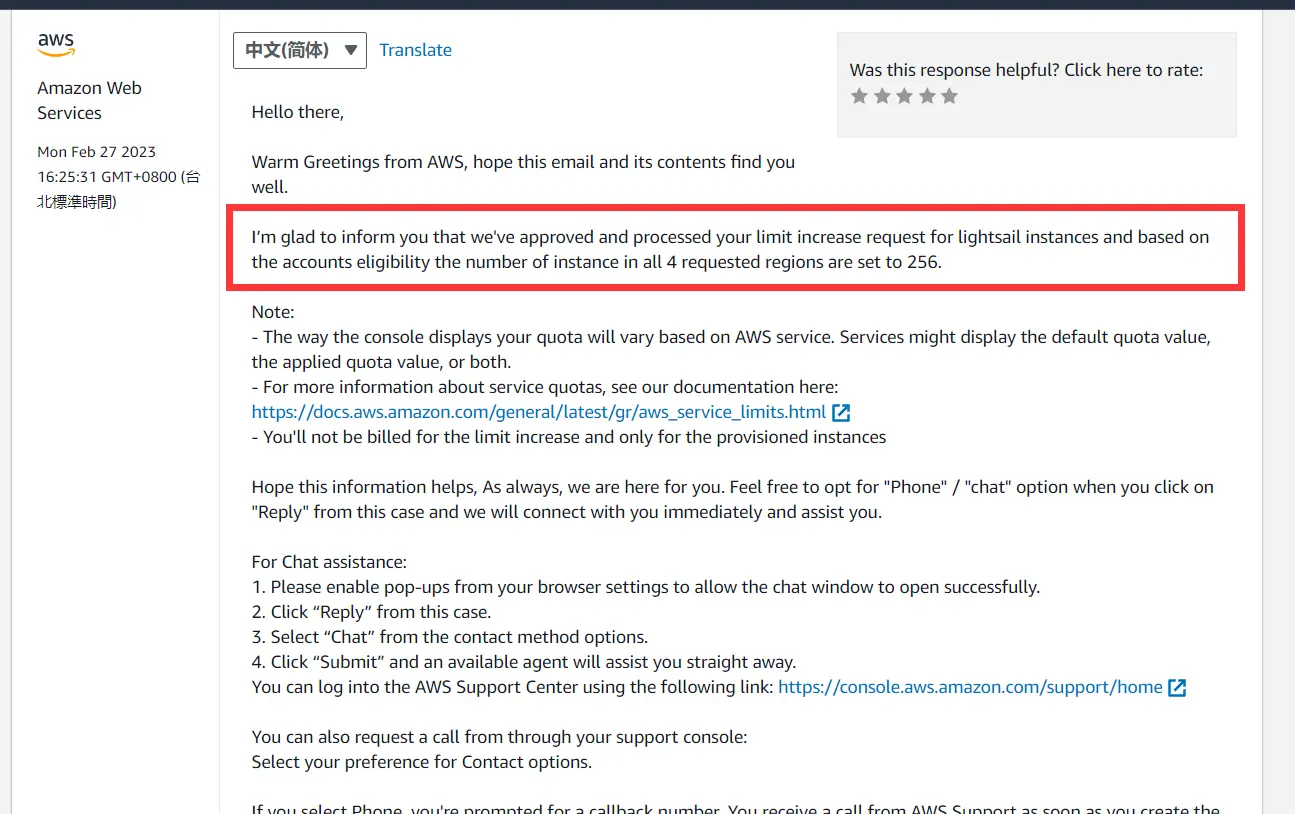 aws
Amazon Web
Services
Mon Feb 27 2023
16:25:31 GMT+0800 (台
北標準時間)
中文(简体) ▼ Translate
Was this response helpful? Click here to rate:
Hello there,
Warm Greetings from AWS, hope this email and its contents find you
well.
I’m glad to inform you that we've approved and processed your limit increase request for lightsail instances and based on
the accounts eligibility the number of instance in all 4 requested regions are set to 256.
Note:
- The way the console displays your quota will vary based on AWS service. Services might display the default quota value,
the applied quota value, or both.
- For more information about service quotas, see our documentation here:
https://docs.aws.amazon.com/general/latest/gr/aws_service_limits.html
- You'll not be billed for the limit increase and only for the provisioned instances
Hope this information helps, As always, we are here for you. Feel free to opt for "Phone" / "chat" option when you click on
"Reply" from this case and we will connect with you immediately and assist you.
For Chat assistance:
1. Please enable pop-ups from your browser settings to allow the chat window to open successfully.
2. Click “Reply” from this case.
3. Select “Chat” from the contact method options.
4. Click “Submit” and an available agent will assist you straight away.
You can log into the AWS Support Center using the following link: https://console.aws.amazon.com/support/home
You can also request a call from through your support console:
Select your preference for Contact options.
If you select Phone, you're prompted for a callback number. You receive a call from AWS Support as soon as you create the